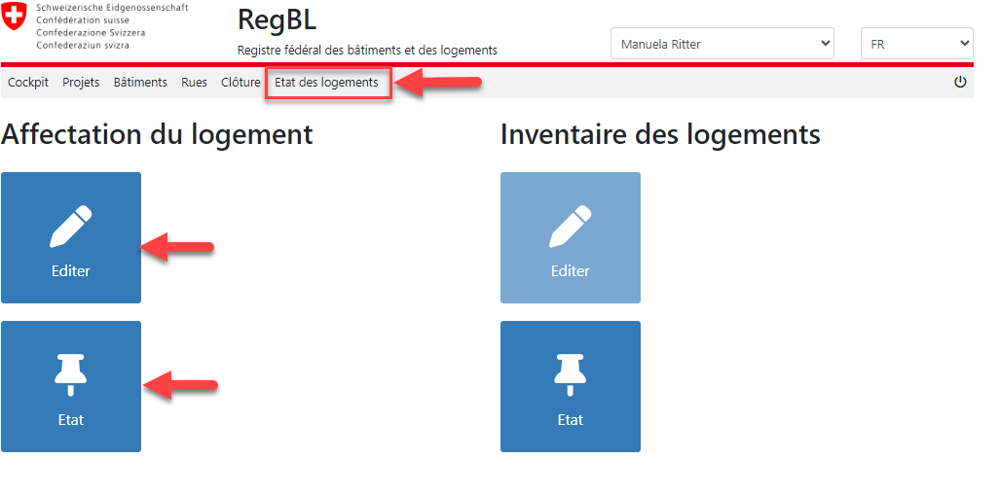 Schweizerische Eidgenossenschaft
Confédération suisse
Confederazione Svizzera
Confederaziun svizra
RegBL
Registre fédéral des bâtiments et des logements
Manuela Ritter
FR
Cockpit Projets Bâtiments Rues Clôture Etat des logements
Affectation du logement
Inventaire des logements
Editer
Editer
Etat
Etat